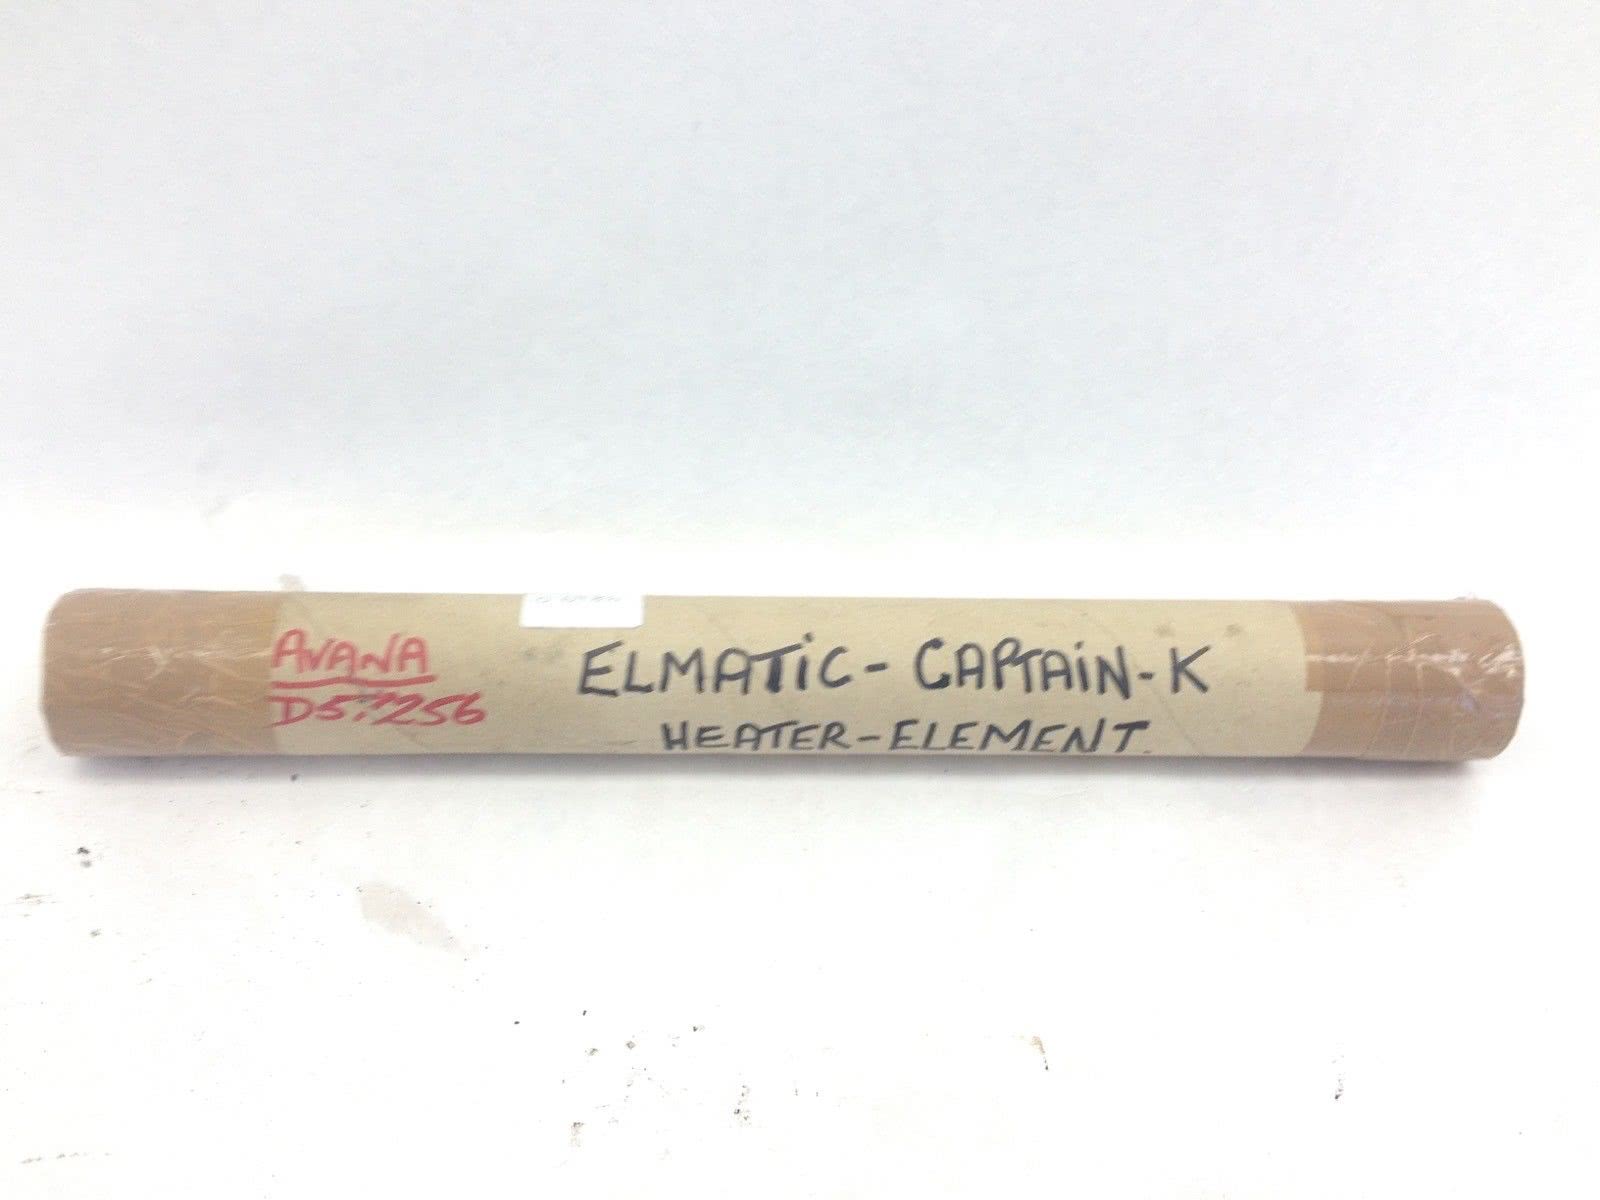 AVANA
ELMATiC - CAPTAiN - K
HEATER - ELEMENT.